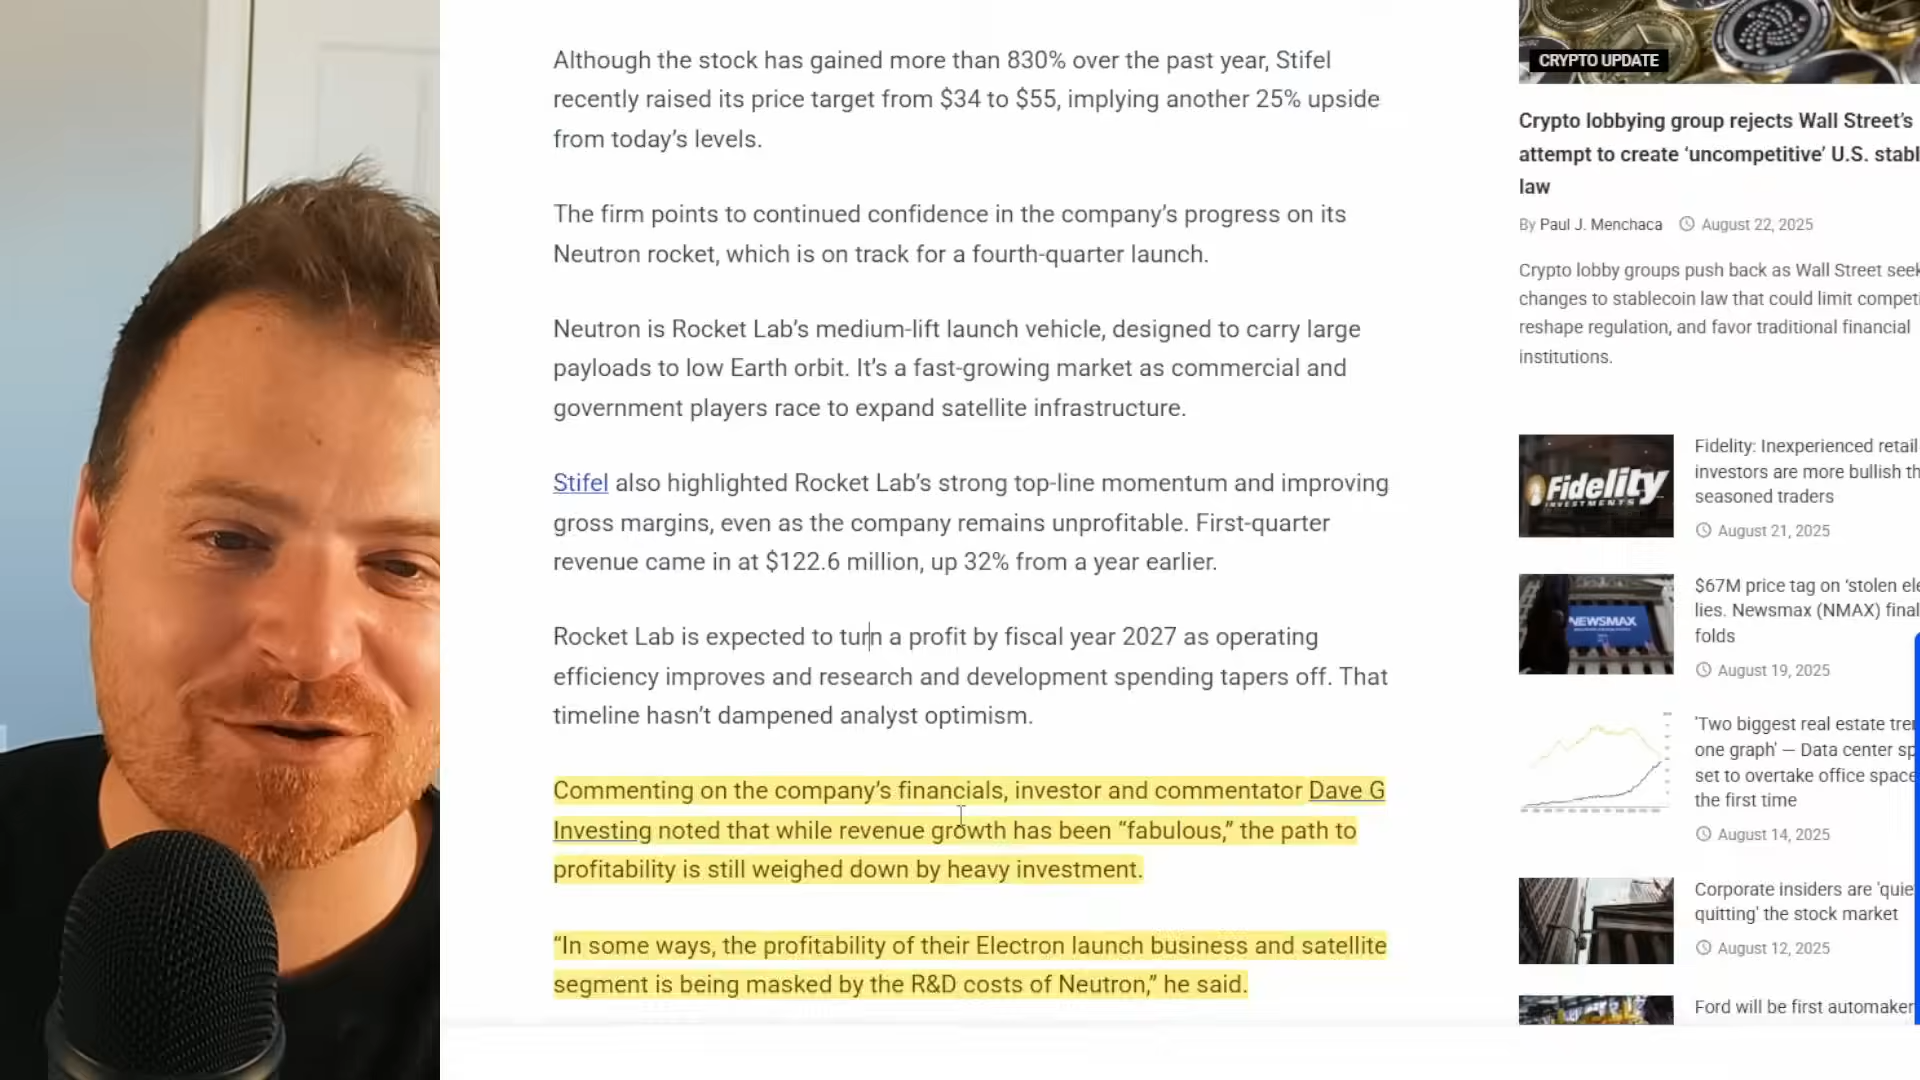 Although the stock has gained more than 830% over the past year, Stifel
recently raised its price target from $34 to $55, implying another 25% upside
from today’s levels.
The firm points to continued confidence in the company’s progress on its
Neutron rocket, which is on track for a fourth-quarter launch.
Neutron is Rocket Lab’s medium-lift launch vehicle, designed to carry large
payloads to low Earth orbit. It’s a fast-growing market as commercial and
government players race to expand satellite infrastructure.
Stifel also highlighted Rocket Lab’s strong top-line momentum and improving
gross margins, even as the company remains unprofitable. First-quarter
revenue came in at $122.6 million, up 32% from a year earlier.
Rocket Lab is expected to turn a profit by fiscal year 2027 as operating
efficiency improves and research and development spending tapers off. That
timeline hasn’t dampened analyst optimism.
Commenting on the company’s financials, investor and commentator Dave G
Investing noted that while revenue growth has been “fabulous,” the path to
profitability is still weighed down by heavy investment.
“In some ways, the profitability of their Electron launch business and satellite
segment is being masked by the R&D costs of Neutron,” he said.
CRYPTO UPDATE
Crypto lobbying group rejects Wall Street’s
attempt to create ‘uncompetitive’ U.S. stabl
law
By Paul J. Menchaca August 22, 2025
Crypto lobby groups push back as Wall Street seek
changes to stablecoin law that could limit competi
reshape regulation, and favor traditional financial
institutions.
Fidelity
INVESTMENTS
Fidelity: Inexperienced retail
investors are more bullish th
seasoned traders
August 21, 2025
NEWSMAX
$67M price tag on ‘stolen ele
lies. Newsmax (NMAX) final
folds
August 19, 2025
'Two biggest real estate tre
one graph' — Data center sp
set to overtake office space
the first time
August 14, 2025
Corporate insiders are 'quie
quitting' the stock market
August 12, 2025
Ford will be first automaker